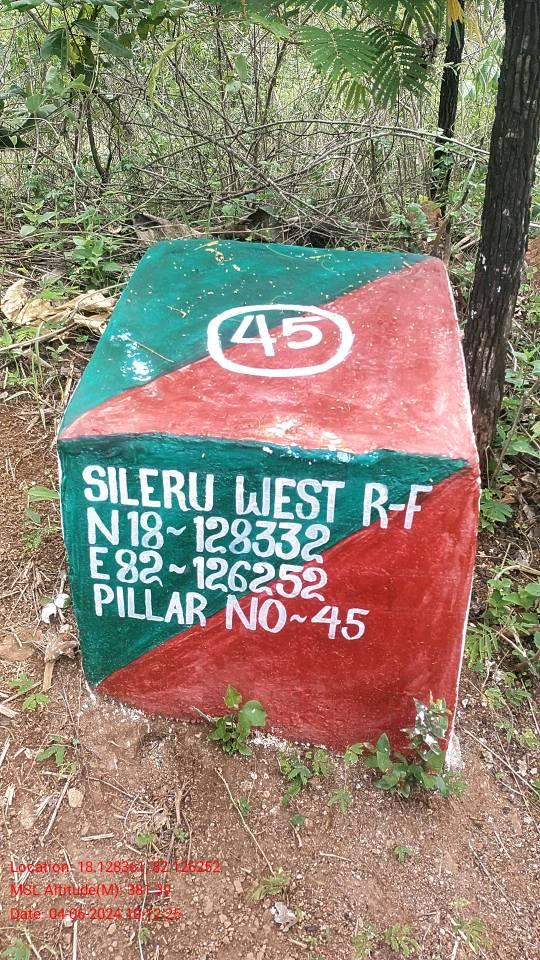 45
SILERU WEST R-F
N 18~128332
E 82~126252
PILLAR NO~45
Location: 18.128361, 82.126252
MSL Altitude(M): 381.39
Date: 04-06-2024 10:12:25